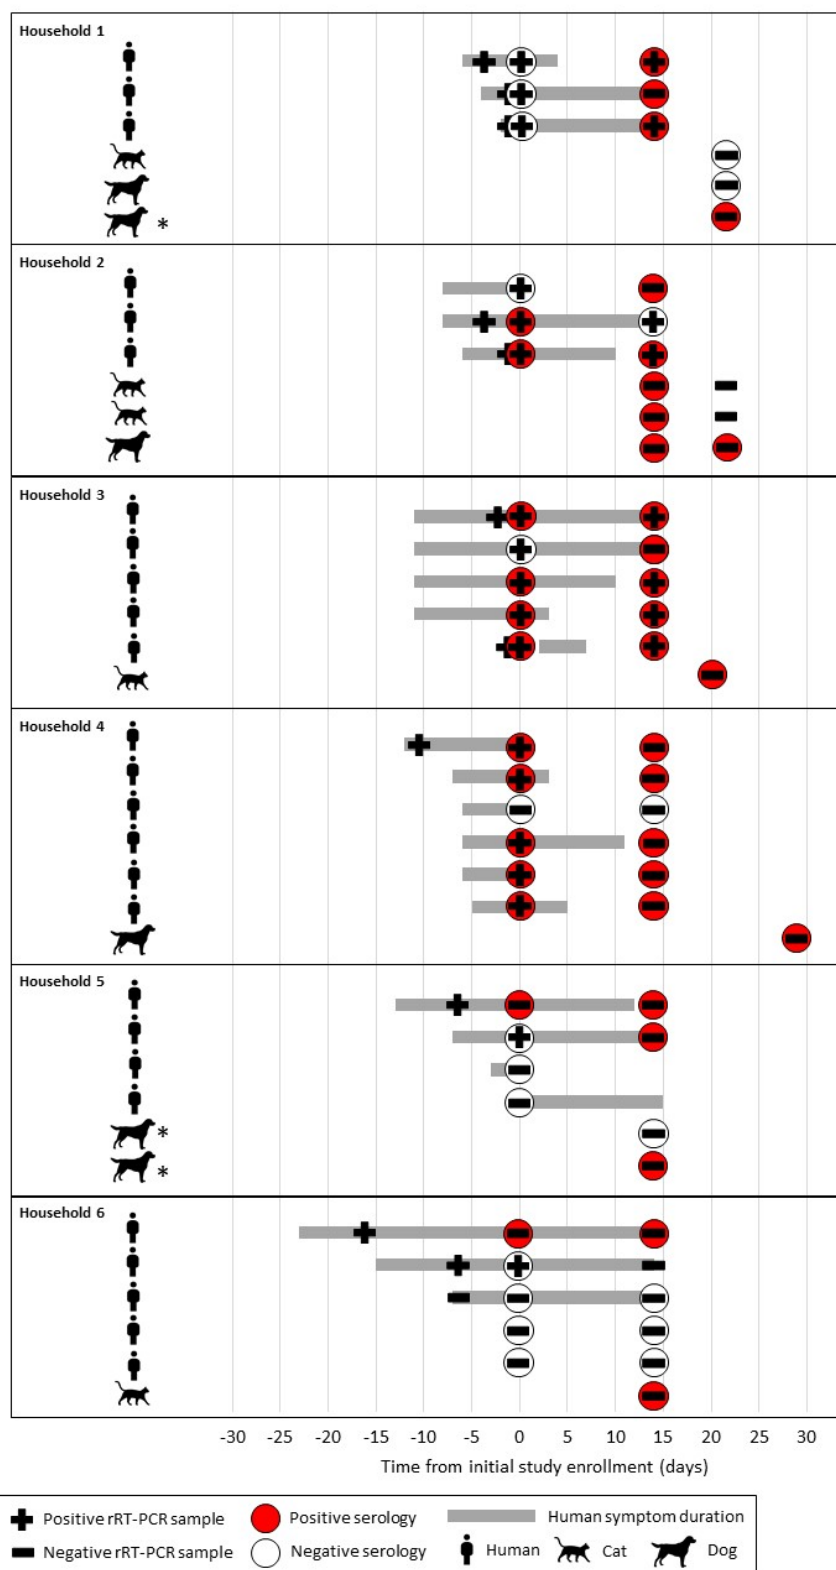 Household 1
*
Household 2
Household 3
Household 4
Household 5
*
*
Household 6
-30 -25 -20 -15 -10 -5 0 5 10 15 20 25 30
Time from initial study enrollment (days)
Positive rRT-PCR sample Positive serology Human symptom duration
Negative rRT-PCR sample Negative serology Human Cat Dog